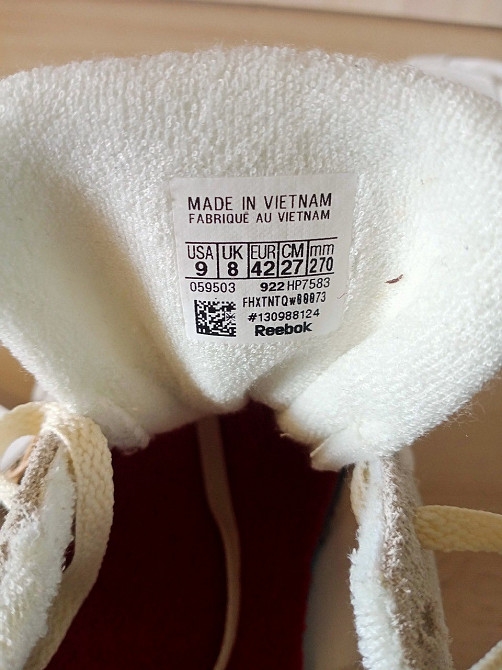 MADE IN VIETNAM
FABRIQUÉ AU VIETNAM
USA UK EUR CM mm
9 8 42 27 270
059503 922 HP7583
FHXTNTQw00073
#130988124
Reebok